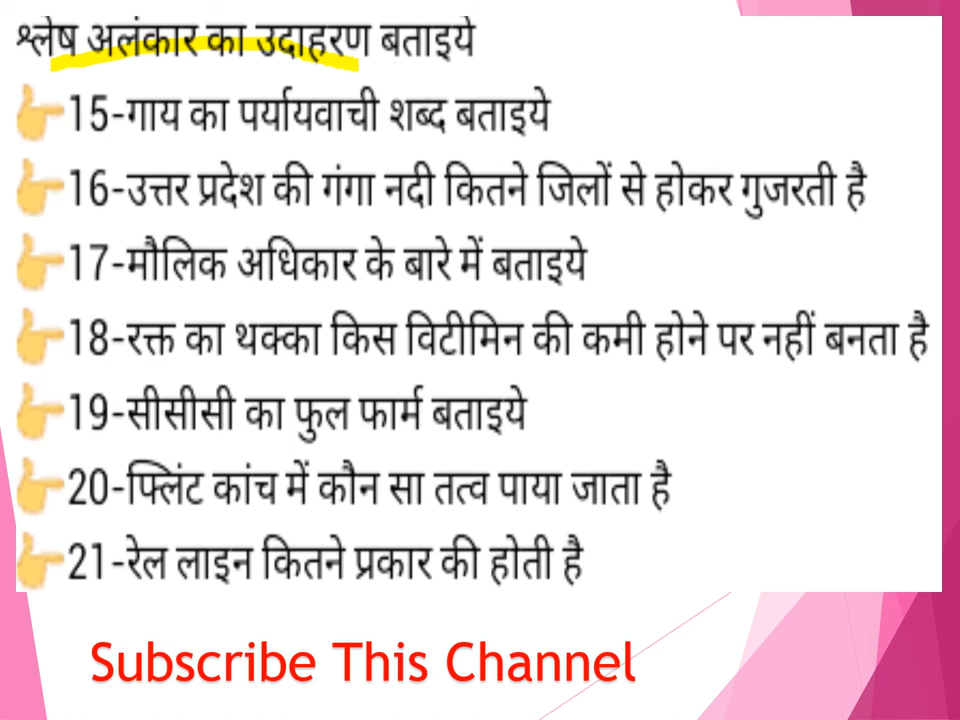 श्लेष अलंकार का उदाहरण बताइये
15-गाय का पर्यायवाची शब्द बताइये
16-उत्तर प्रदेश की गंगा नदी कितने जिलों से होकर गुजरती है
17-मौलिक अधिकार के बारे में बताइये
18-रक्त का थक्का किस विटीमिन की कमी होने पर नहीं बनता है
19-सीसीसी का फुल फार्म बताइये
20-फ्लिंट कांच में कौन सा तत्व पाया जाता है
21-रेल लाइन कितने प्रकार की होती है
Subscribe This Channel